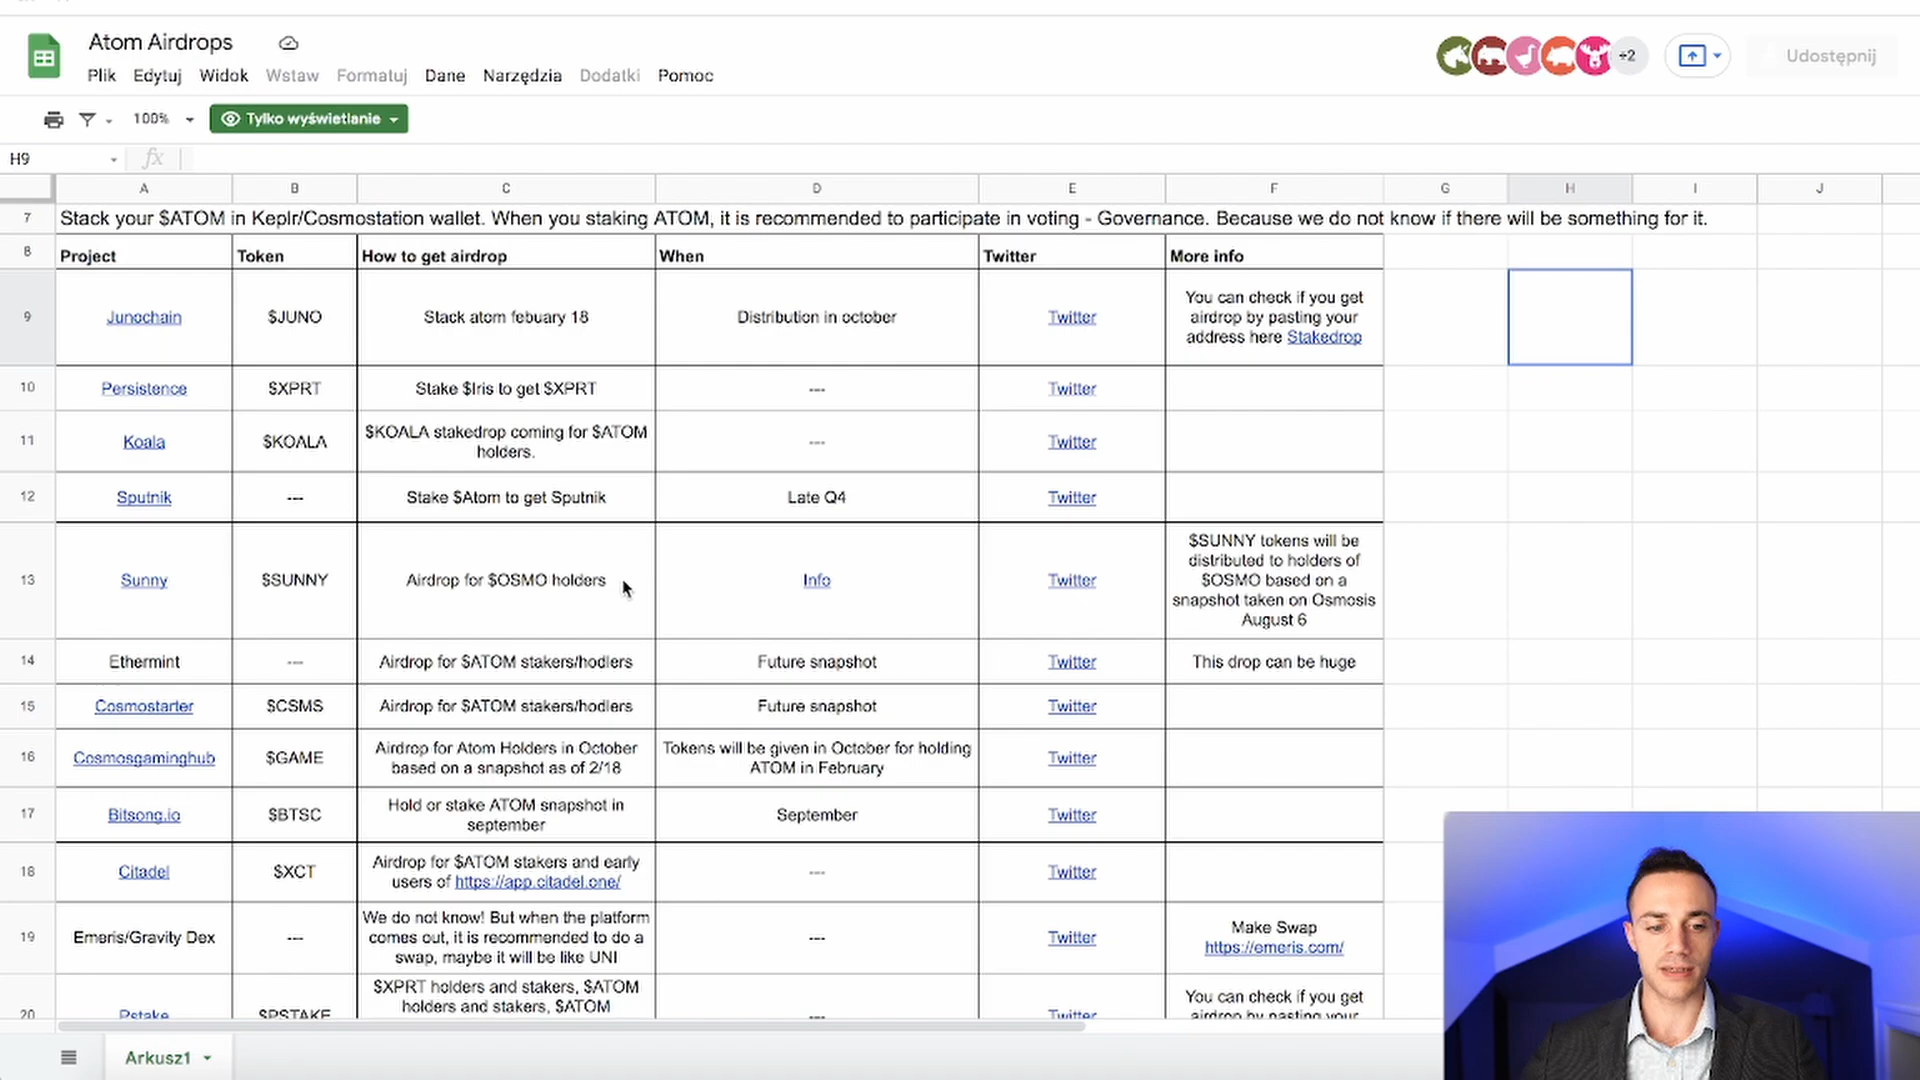 Atom Airdrops
Plik Edytuj Widok Wstaw Formatuj Dane Narzędzia Dodatki Pomoc
+2
Udostępnij
100%
Tylko wyświetlanie
H9
fx
A B C D E F G H I J
7 Stack your $ATOM in Keplr/Cosmostation wallet. When you staking ATOM, it is recommended to participate in voting - Governance. Because we do not know if there will be something for it.
8 Project Token How to get airdrop When Twitter More info
9 Junochain $JUNO Stack atom febuary 18 Distribution in october Twitter
You can check if you get
airdrop by pasting your
address here Stakedrop
10 Persistence $XPRT Stake $Iris to get $XPRT --- Twitter
11 Koala $KOALA
$KOALA stakedrop coming for $ATOM
holders.
--- Twitter
12 Sputnik --- Stake $Atom to get Sputnik Late Q4 Twitter
13 Sunny $SUNNY Airdrop for $OSMO holders Info Twitter
$SUNNY tokens will be
distributed to holders of
$OSMO based on a
snapshot taken on Osmosis
August 6
14 Ethermint --- Airdrop for $ATOM stakers/hodlers Future snapshot Twitter This drop can be huge
15 Cosmostarter $CSMS Airdrop for $ATOM stakers/hodlers Future snapshot Twitter
16 Cosmosgaminghub $GAME
Airdrop for Atom Holders in October
based on a snapshot as of 2/18
Tokens will be given in October for holding
ATOM in February
Twitter
17 Bitsong.io $BTSC
Hold or stake ATOM snapshot in
september
September Twitter
18 Citadel $XCT
Airdrop for $ATOM stakers and early
users of https://app.citadel.one/
--- Twitter
19 Emeris/Gravity Dex ---
We do not know! But when the platform
comes out, it is recommended to do a
swap, maybe it will be like UNI
--- Twitter
Make Swap
https://emeris.com/
20 Pstake $PSTAKE
$XPRT holders and stakers, $ATOM
holders and stakers, $ATOM
--- Twitter
You can check if you get
airdrop by pasting your
Arkusz1